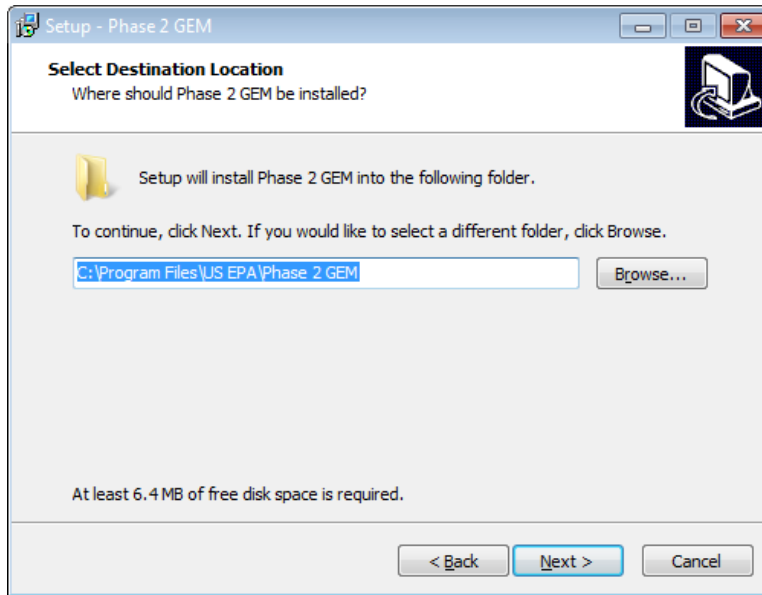 Setup - Phase 2 GEM
Select Destination Location
Where should Phase 2 GEM be installed?
Setup will install Phase 2 GEM into the following folder.
To continue, click Next. If you would like to select a different folder, click Browse.
C:\Program Files\US EPA\Phase 2 GEM
Browse...
At least 6.4 MB of free disk space is required.
< Back
Next >
Cancel